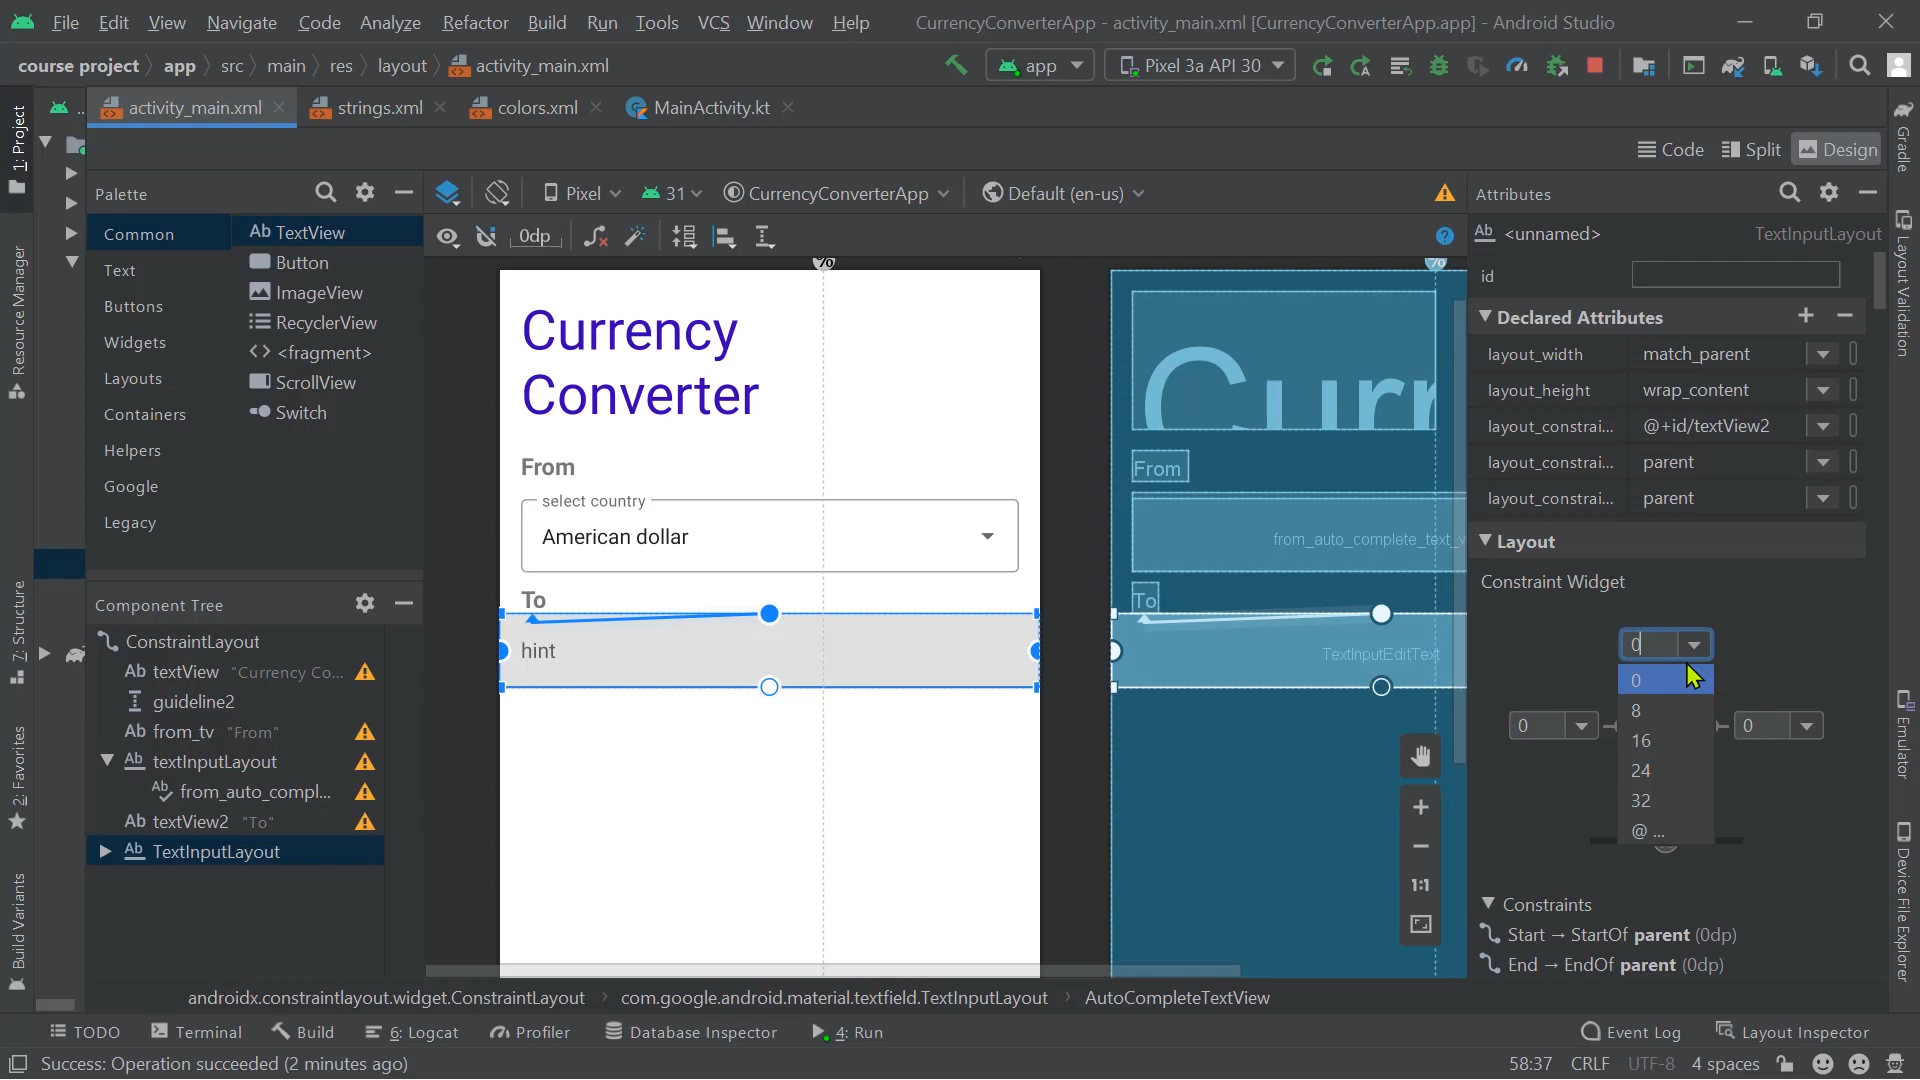 File Edit View Navigate Code Analyze Refactor Build Run Tools VCS Window Help CurrencyConverterApp - activity_main.xml [CurrencyConverterApp.app] - Android Studio
course project app src main res layout activity_main.xml app Pixel 3a API 30
.. activity_main.xml strings.xml colors.xml MainActivity.kt
Code Split Design
Palette Pixel 31 CurrencyConverterApp Default (en-us) Attributes
Common
Text
Buttons
Widgets
Layouts
Containers
Helpers
Google
Legacy
Ab TextView
Button
ImageView
RecyclerView
<fragment>
ScrollView
Switch
0dp
Component Tree
ConstraintLayout
Ab textView "Currency Co...
guideline2
Ab from_tv "From"
Ab textInputLayout
Ab from_auto_compl...
Ab textView2 "To"
Ab TextInputLayout
%
Currency
Converter
From
select country
American dollar
To
hint
%
Curr
From
from_auto_complete_text_v
To
TextInputEditText
1:1
Ab <unnamed> TextInputLayout
id
Declared Attributes
layout_width match_parent
layout_height wrap_content
layout_constrai... @+id/textView2
layout_constrai... parent
layout_constrai... parent
Layout
Constraint Widget
0
0
8
16
24
32
@ ...
0
0
Constraints
Start → StartOf parent (0dp)
End → EndOf parent (0dp)
1: Project
Resource Manager
7: Structure
2: Favorites
Build Variants
Gradle
Layout Validation
Emulator
Device File Explorer
androidx.constraintlayout.widget.ConstraintLayout com.google.android.material.textfield.TextInputLayout AutoCompleteTextView
TODO Terminal Build 6: Logcat Profiler Database Inspector 4: Run Event Log Layout Inspector
Success: Operation succeeded (2 minutes ago) 58:37 CRLF UTF-8 4 spaces